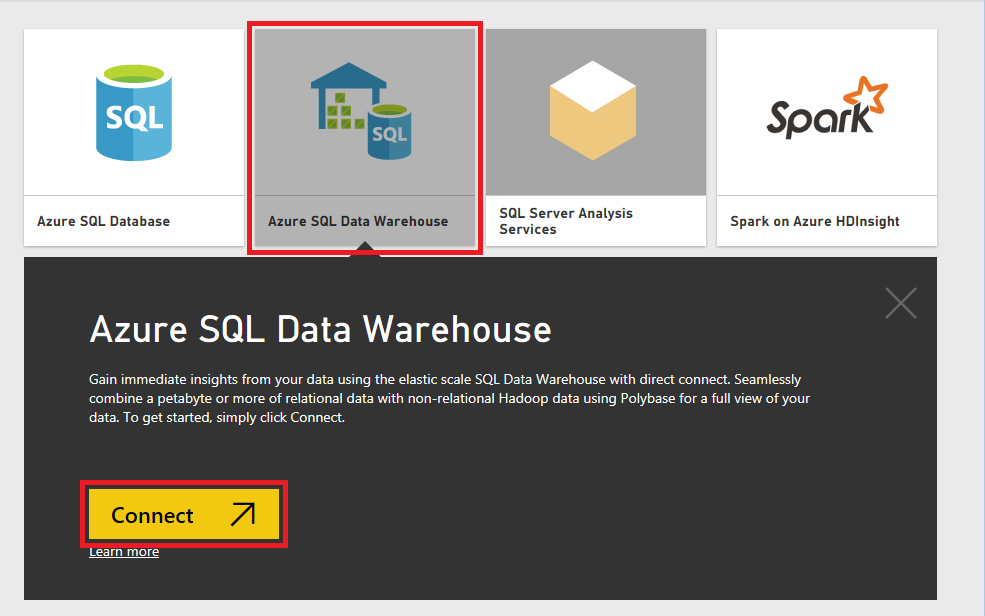 SQL
SQL
Spark
Azure SQL Database
Azure SQL Data Warehouse
SQL Server Analysis
Services
Spark on Azure HDInsight
Azure SQL Data Warehouse
Gain immediate insights from your data using the elastic scale SQL Data Warehouse with direct connect. Seamlessly
combine a petabyte or more of relational data with non-relational Hadoop data using Polybase for a full view of your
data. To get started, simply click Connect.
Connect
Learn more